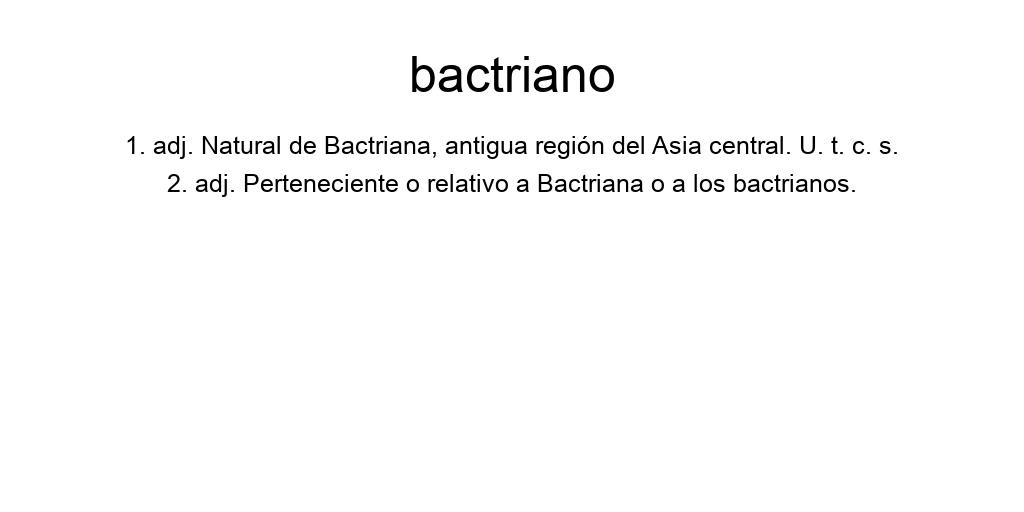 bactriano
1. adj. Natural de Bactriana, antigua región del Asia central. U. t. c. s.
2. adj. Perteneciente o relativo a Bactriana o a los bactrianos.